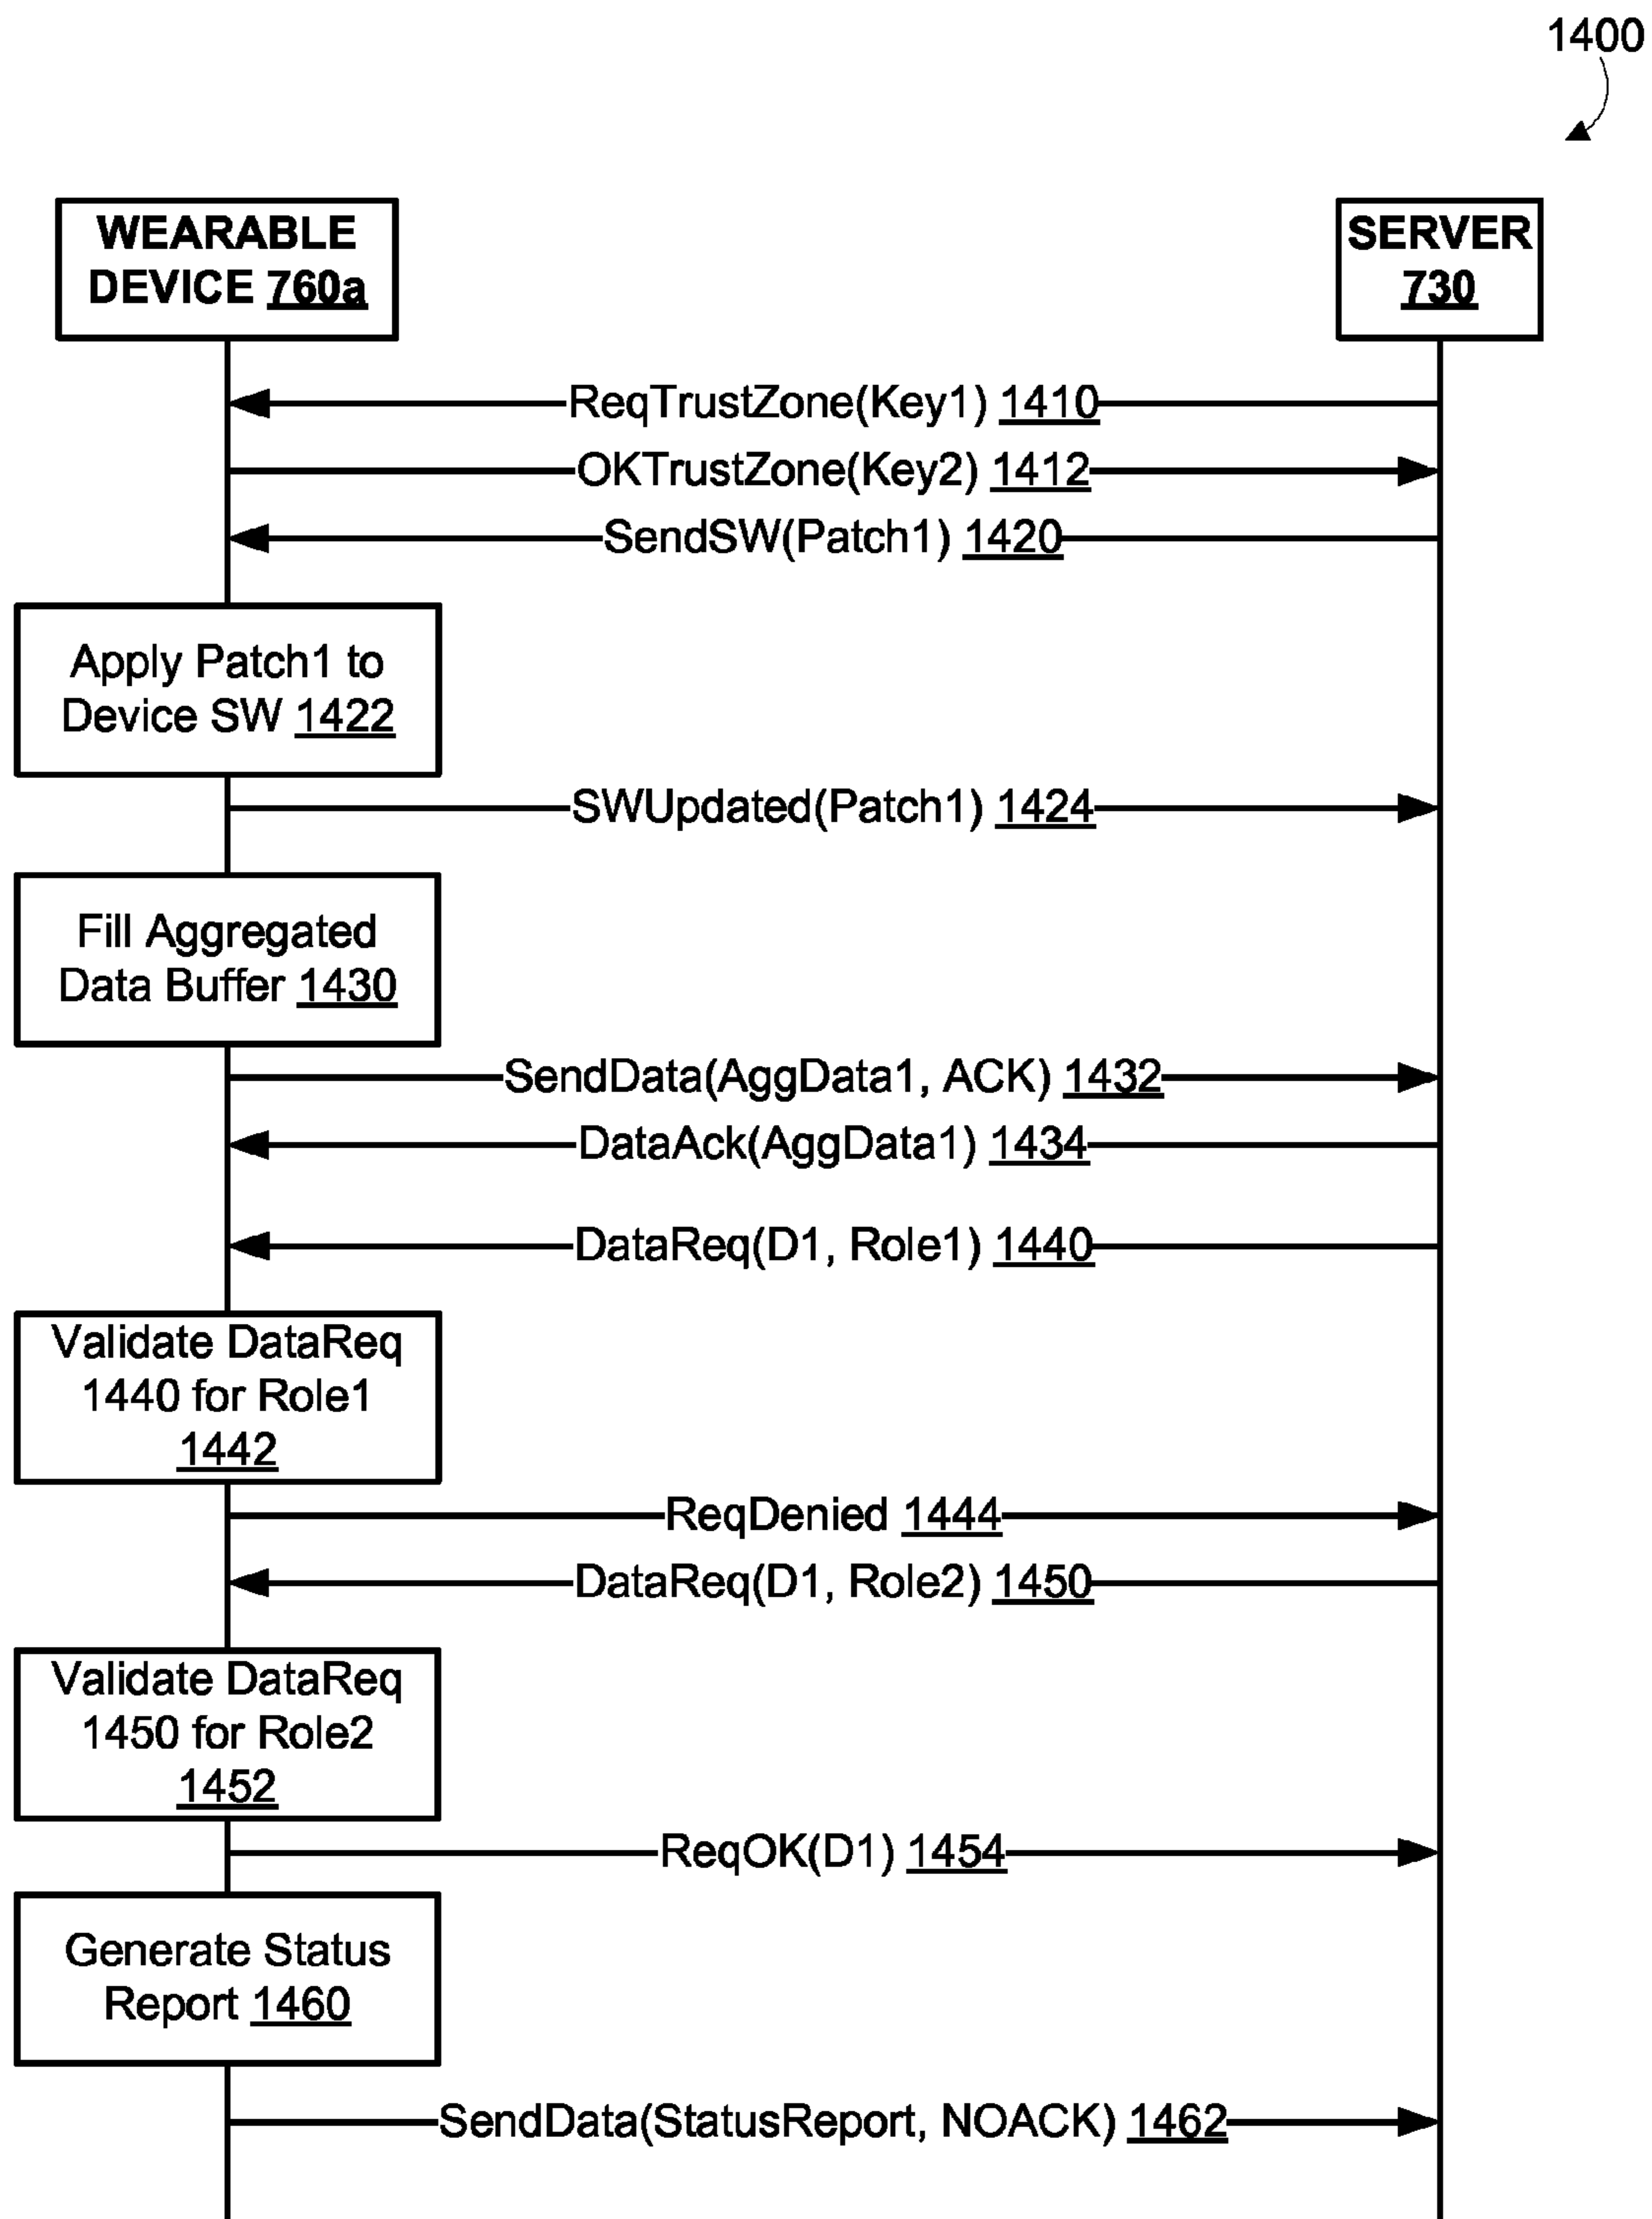 1400
WEARABLE
DEVICE 760a
SERVER
730
ReqTrustZone(Key1) 1410
OKTrustZone(Key2) 1412
SendSW(Patch1) 1420
Apply Patch1 to
Device SW 1422
SWUpdated(Patch1) 1424
Fill Aggregated
Data Buffer 1430
SendData(AggData1, ACK) 1432
DataAck(AggData1) 1434
DataReq(D1, Role1) 1440
Validate DataReq
1440 for Role1
1442
ReqDenied 1444
DataReq(D1, Role2) 1450
Validate DataReq
1450 for Role2
1452
ReqOK(D1) 1454
Generate Status
Report 1460
SendData(StatusReport, NOACK) 1462